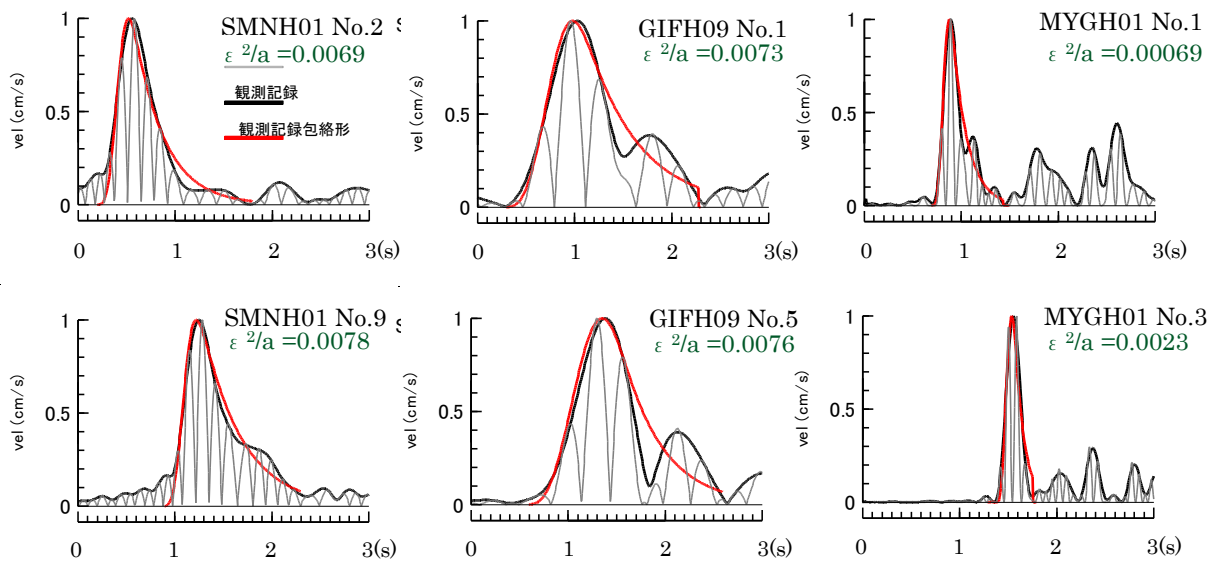 SMNH01 No.2
ε ²/a =0.0069
観測記録
観測記録包絡形
vel (cm/s)
1
0.5
0
0 1 2 3(s)
GIFH09 No.1
ε ²/a =0.0073
vel (cm/s)
1
0.5
0
0 1 2 3(s)
MYGH01 No.1
ε ²/a =0.00069
vel (cm/s)
1
0.5
0
0 1 2 3(s)
SMNH01 No.9
ε ²/a =0.0078
vel (cm/s)
1
0.5
0
0 1 2 3(s)
GIFH09 No.5
ε ²/a =0.0076
vel (cm/s)
1
0.5
0
0 1 2 3(s)
MYGH01 No.3
ε ²/a =0.0023
vel (cm/s)
1
0.5
0
0 1 2 3(s)